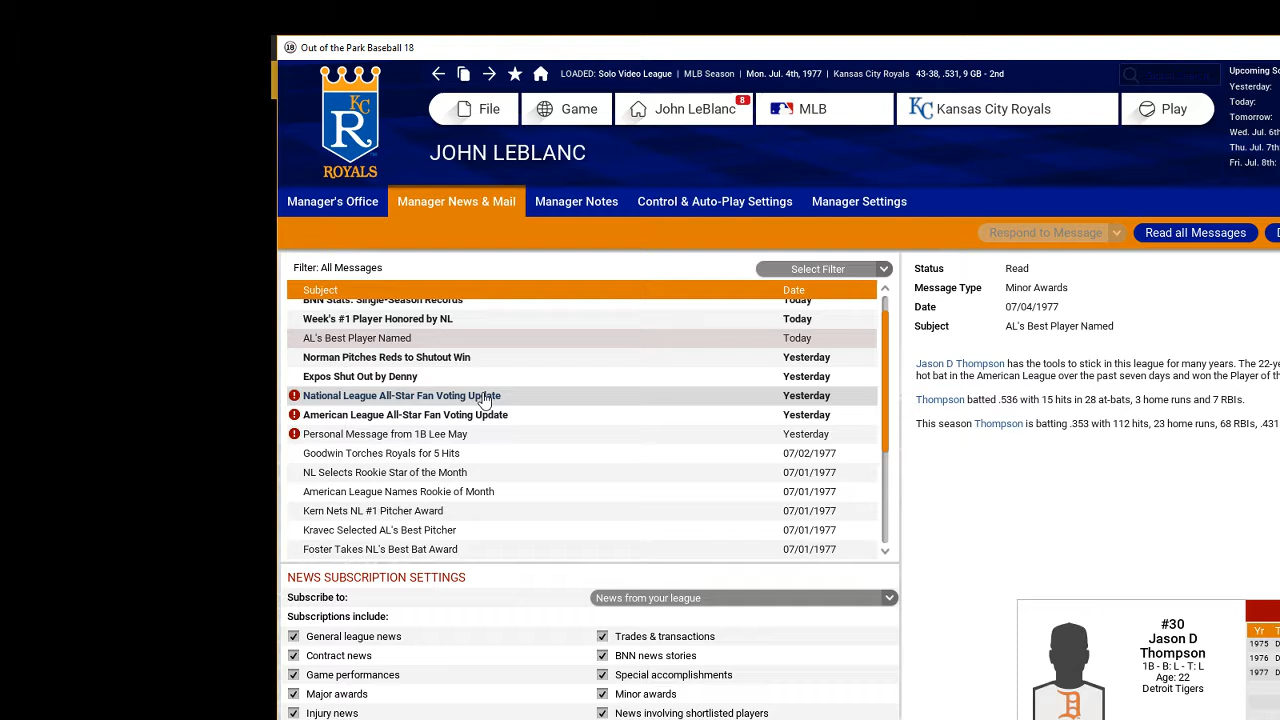 18 Out of the Park Baseball 18
LOADED: Solo Video League | MLB Season | Mon. Jul. 4th, 1977 | Kansas City Royals 43-38, .531, 9 GB - 2nd
Upcoming Sc
Yesterday:
Today:
Tomorrow:
Wed. Jul. 6th
Thu. Jul. 7th
Fri. Jul. 8th:
KC
R
ROYALS
File
Game
John LeBlanc
8
MLB
KC Kansas City Royals
Play
JOHN LEBLANC
Manager's Office
Manager News & Mail
Manager Notes
Control & Auto-Play Settings
Manager Settings
Respond to Message
Read all Messages
D
Filter: All Messages
Select Filter
Subject Date
BNN Stats: Single-Season Records Today
Week's #1 Player Honored by NL Today
AL's Best Player Named Today
Norman Pitches Reds to Shutout Win Yesterday
Expos Shut Out by Denny Yesterday
National League All-Star Fan Voting Update Yesterday
American League All-Star Fan Voting Update Yesterday
Personal Message from 1B Lee May Yesterday
Goodwin Torches Royals for 5 Hits 07/02/1977
NL Selects Rookie Star of the Month 07/01/1977
American League Names Rookie of Month 07/01/1977
Kern Nets NL #1 Pitcher Award 07/01/1977
Kravec Selected AL's Best Pitcher 07/01/1977
Foster Takes NL's Best Bat Award 07/01/1977
NEWS SUBSCRIPTION SETTINGS
Subscribe to: News from your league
Subscriptions include:
General league news Trades & transactions
Contract news BNN news stories
Game performances Special accomplishments
Major awards Minor awards
Injury news News involving shortlisted players
Status Read
Message Type Minor Awards
Date 07/04/1977
Subject AL's Best Player Named
Jason D Thompson has the tools to stick in this league for many years. The 22-ye
hot bat in the American League over the past seven days and won the Player of th
Thompson batted .536 with 15 hits in 28 at-bats, 3 home runs and 7 RBIs.
This season Thompson is batting .353 with 112 hits, 23 home runs, 68 RBIs, .431
#30
Jason D
Thompson
1B - B: L - T: L
Age: 22
Detroit Tigers
Yr T
1975 D
1976 D
1977 D